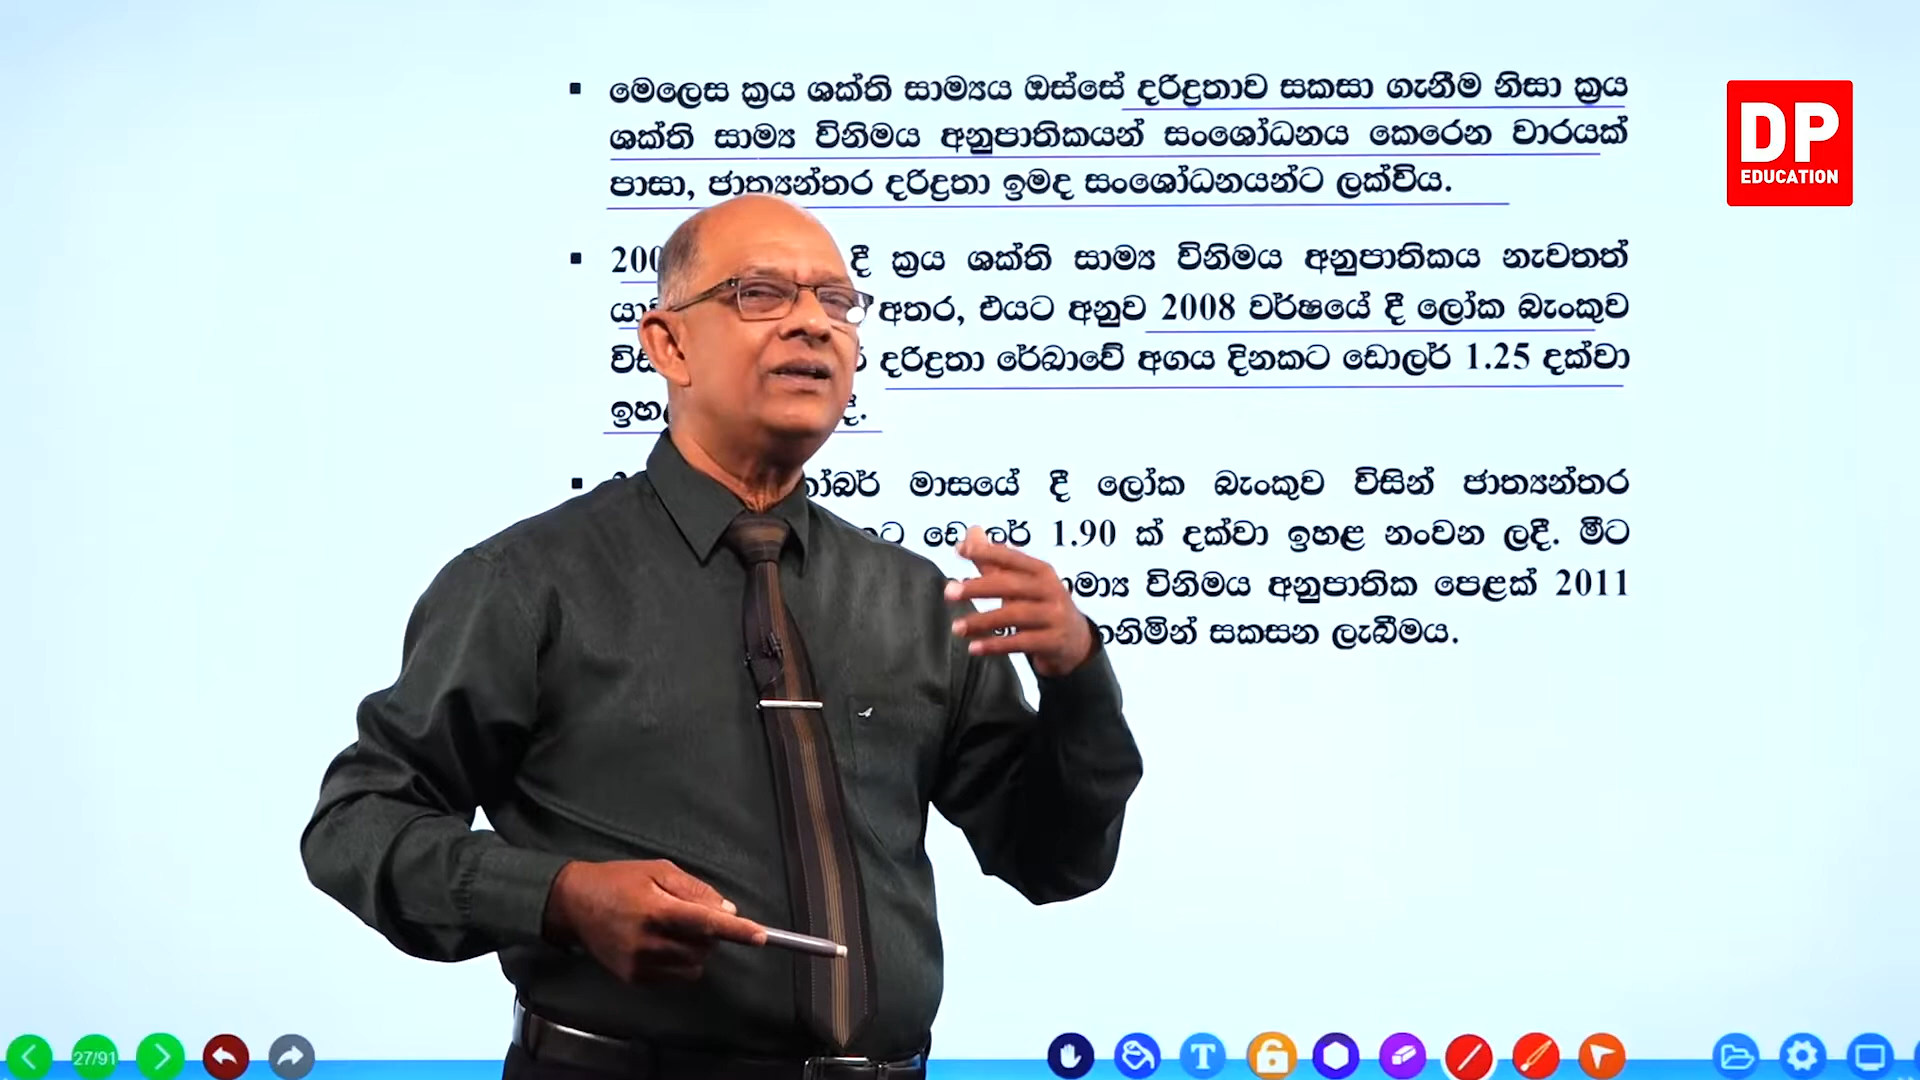 මෙලෙස ක්‍රය ශක්ති සාම්‍යය ඔස්සේ දරිද්‍රතාව සකසා ගැනීම නිසා ක්‍රය
ශක්ති සාම්‍ය විනිමය අනුපාතිකයන් සංශෝධනය කෙරෙන වාරයක්
පාසා, ජාත්‍යන්තර දරිද්‍රතා ඉමද සංශෝධනයන්ට ලක්විය.
දී ක්‍රය ශක්ති සාම්‍ය විනිමය අනුපාතිකය නැවතත්
අතර, එයට අනුව 2008 වර්ෂයේ දී ලෝක බැංකුව
දරිද්‍රතා රේඛාවේ අගය දිනකට ඩොලර් 1.25 දක්වා
මාසයේ දී ලෝක බැංකුව විසින් ජාත්‍යන්තර
ඩොලර් 1.90 ක් දක්වා ඉහළ නංවන ලදී. මීට
විනිමය අනුපාතික පෙළක් 2011
සකසන ලැබීමය.
DP
EDUCATION
27/91
T